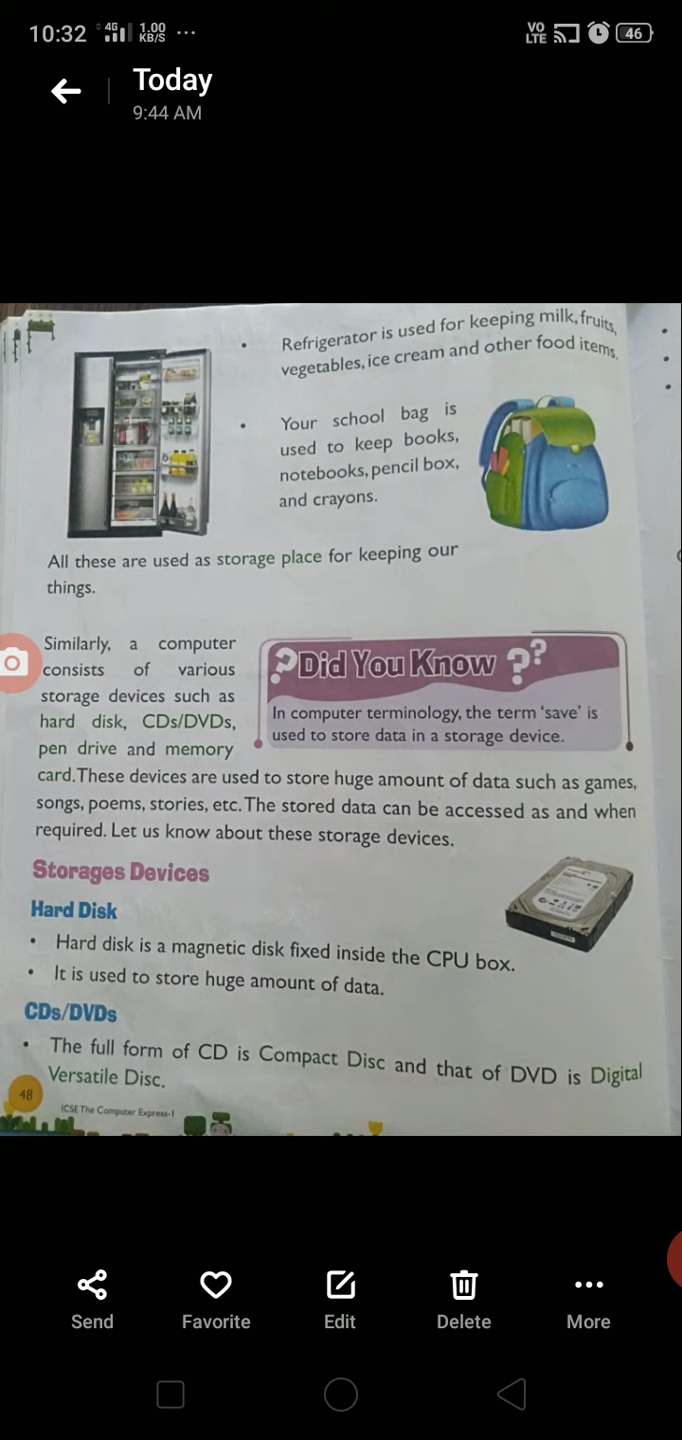 10:32 4G 1.00 KB/S ... VO LTE 46
Today
9:44 AM
• Refrigerator is used for keeping milk, fruits,
vegetables, ice cream and other food items.
• Your school bag is
used to keep books,
notebooks, pencil box,
and crayons.
All these are used as storage place for keeping our
things.
Similarly, a computer
consists of various
storage devices such as
hard disk, CDs/DVDs,
pen drive and memory
? Did You Know ??
In computer terminology, the term ‘save’ is
used to store data in a storage device.
card. These devices are used to store huge amount of data such as games,
songs, poems, stories, etc. The stored data can be accessed as and when
required. Let us know about these storage devices.
Storages Devices
Hard Disk
• Hard disk is a magnetic disk fixed inside the CPU box.
• It is used to store huge amount of data.
CDs/DVDs
• The full form of CD is Compact Disc and that of DVD is Digital
Versatile Disc.
48
ICSE The Computer Express-1
Send Favorite Edit Delete More